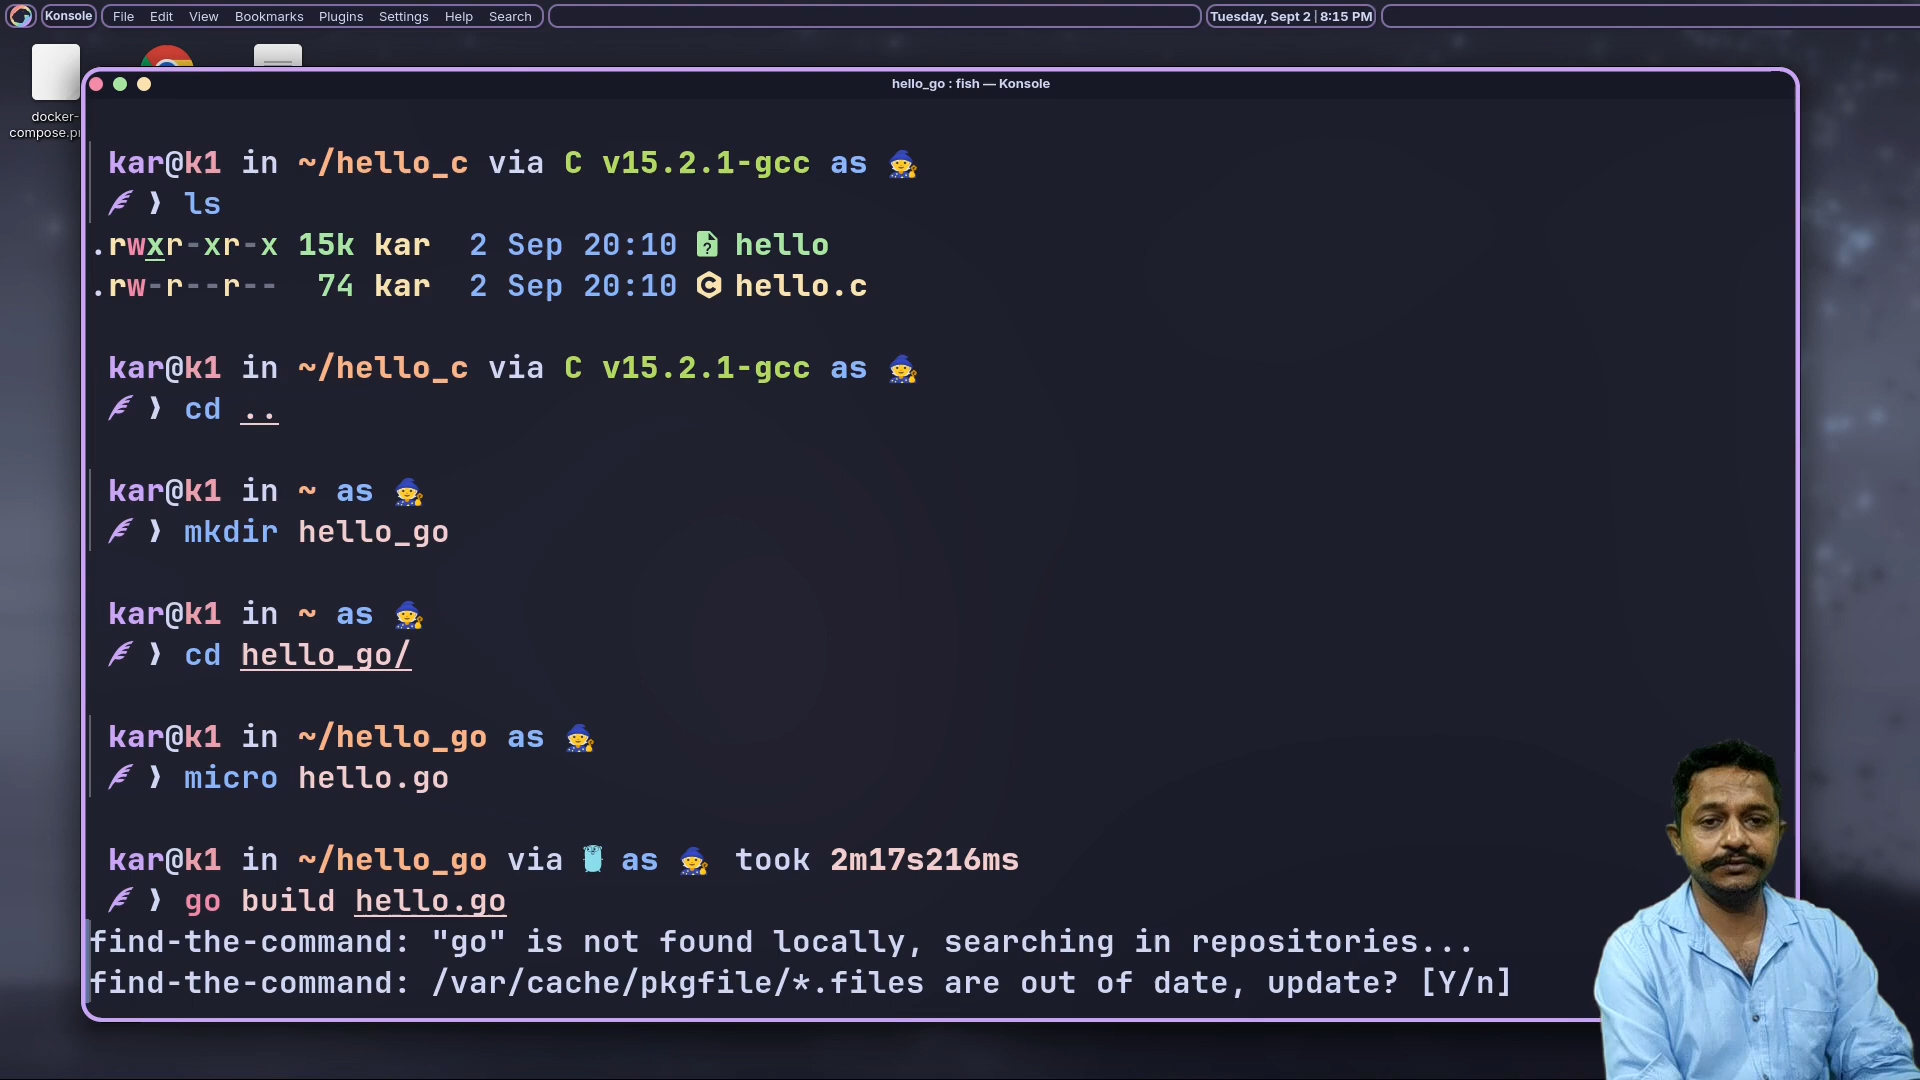 Konsole File Edit View Bookmarks Plugins Settings Help Search Tuesday, Sept 2 | 8:15 PM
docker-
hello_go : fish — Konsole
kar@k1 in ~/hello_c via C v15.2.1-gcc as
❯ ls
.rwxr-xr-x 15k kar 2 Sep 20:10 hello
.rw-r--r-- 74 kar 2 Sep 20:10 hello.c
kar@k1 in ~/hello_c via C v15.2.1-gcc as
❯ cd ..
kar@k1 in ~ as
❯ mkdir hello_go
kar@k1 in ~ as
❯ cd hello_go/
kar@k1 in ~/hello_go as
❯ micro hello.go
kar@k1 in ~/hello_go via as took 2m17s216ms
❯ go build hello.go
find-the-command: "go" is not found locally, searching in repositories...
find-the-command: /var/cache/pkgfile/*.files are out of date, update? [Y/n]